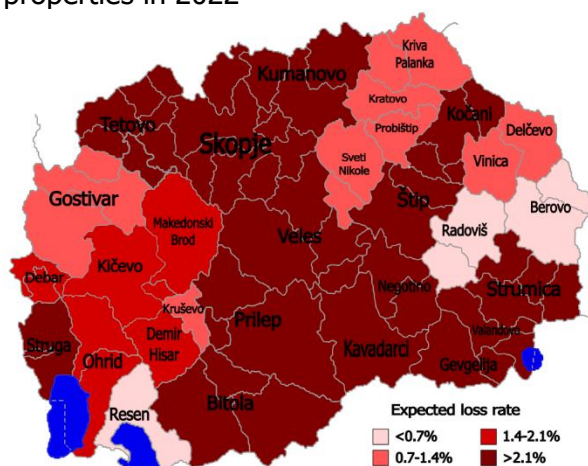 properties in 2022
Kriva
Palanka
Kumanovo
Kratovo
Tetovo
Kočani
Skopje
Probištip
Delčevo
Sveti
Nikole
Vinica
Gostivar
Štip
Berovo
Makedonski
Brod
Radoviš
Veles
Kičevo
Debar
Negotino
Strumica
Kruševo
Prilep
Struga
Demir
Hisar
Valandovo
Ohrid
Kavadarci
Gevgelija
Bitola
Resen
Expected loss rate
<0.7%
1.4-2.1%
0.7-1.4%
>2.1%